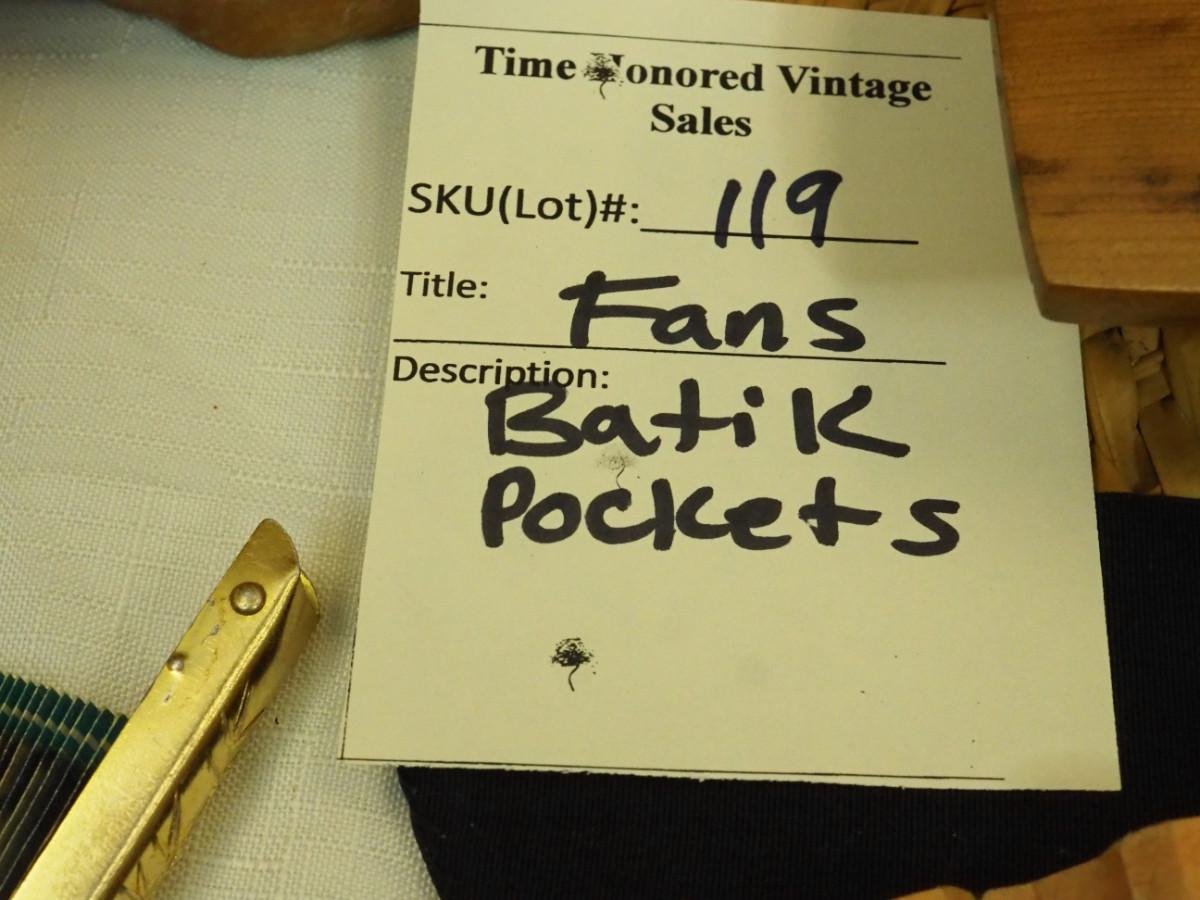 Time Honored Vintage
Sales
SKU(Lot)#: 119
Title: Fans
Description:
Batik
Pockets